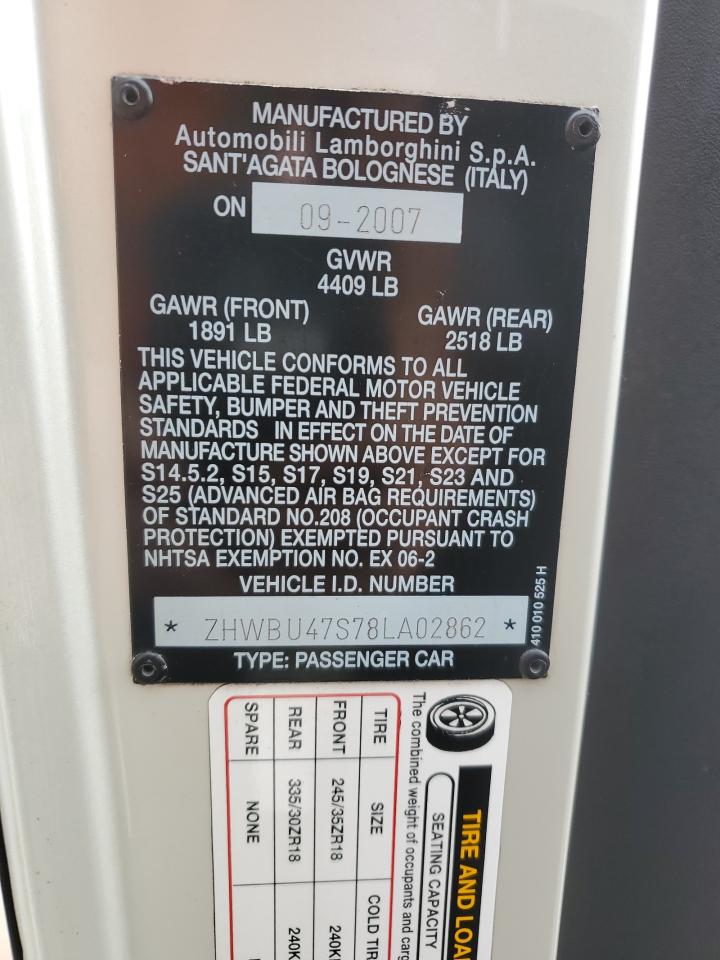 MANUFACTURED BY
Automobili Lamborghini S.p.A.
SANT'AGATA BOLOGNESE (ITALY)
ON 09-2007
GVWR
4409 LB
GAWR (FRONT) GAWR (REAR)
1891 LB 2518 LB
THIS VEHICLE CONFORMS TO ALL
APPLICABLE FEDERAL MOTOR VEHICLE
SAFETY, BUMPER AND THEFT PREVENTION
STANDARDS IN EFFECT ON THE DATE OF
MANUFACTURE SHOWN ABOVE EXCEPT FOR
S14.5.2, S15, S17, S19, S21, S23 AND
S25 (ADVANCED AIR BAG REQUIREMENTS)
OF STANDARD NO.208 (OCCUPANT CRASH
PROTECTION) EXEMPTED PURSUANT TO
NHTSA EXEMPTION NO. EX 06-2
VEHICLE I.D. NUMBER
* ZHWBU47S78LA02862 *
TYPE: PASSENGER CAR
410 010 525 H
TIRE AND
SEATING CAPACITY
The combined weight of occupants and
TIRE SIZE COLD
FRONT 245/35ZR18
REAR 335/30ZR18
SPARE NONE